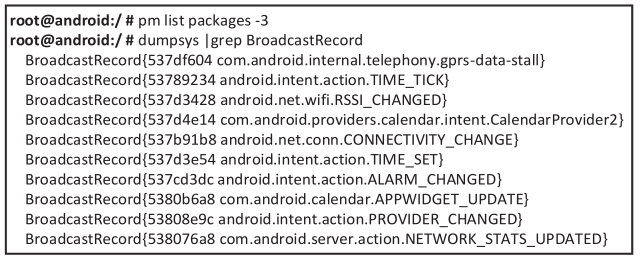 root@android:/ # pm list packages -3
root@android:/ # dumpsys |grep BroadcastRecord
BroadcastRecord{537df604 com.android.internal.telephony.gprs-data-stall}
BroadcastRecord{53789234 android.intent.action.TIME_TICK}
BroadcastRecord{537d3428 android.net.wifi.RSSI_CHANGED}
BroadcastRecord{537d4e14 com.android.providers.calendar.intent.CalendarProvider2}
BroadcastRecord{537b91b8 android.net.conn.CONNECTIVITY_CHANGE}
BroadcastRecord{537d3e54 android.intent.action.TIME_SET}
BroadcastRecord{537cd3dc android.intent.action.ALARM_CHANGED}
BroadcastRecord{5380b6a8 com.android.calendar.APPWIDGET_UPDATE}
BroadcastRecord{53808e9c android.intent.action.PROVIDER_CHANGED}
BroadcastRecord{538076a8 com.android.server.action.NETWORK_STATS_UPDATED}